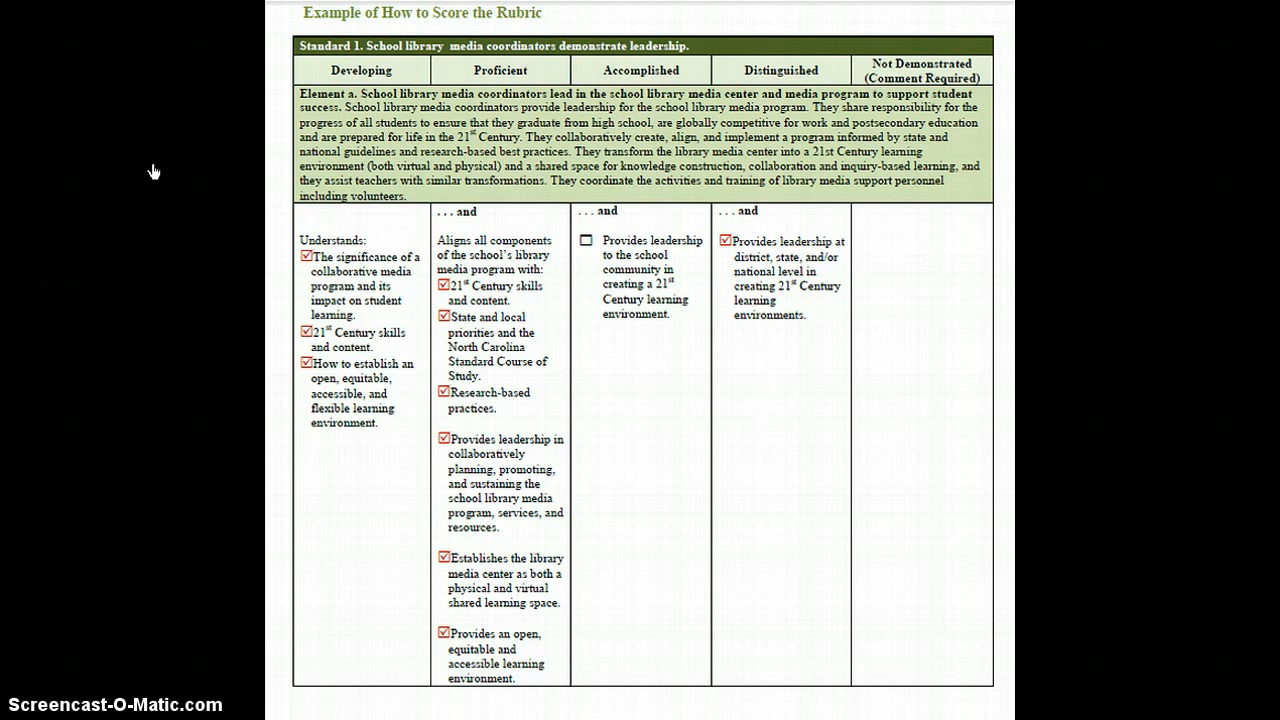 Example of How to Score the Rubric
Standard 1. School library media coordinators demonstrate leadership.
Developing
Proficient
Accomplished
Distinguished
Not Demonstrated
(Comment Required)
Element a. School library media coordinators lead in the school library media center and media program to support student
success. School library media coordinators provide leadership for the school library media program. They share responsibility for the
progress of all students to ensure that they graduate from high school, are globally competitive for work and postsecondary education
and are prepared for life in the 21st Century. They collaboratively create, align, and implement a program informed by state and
national guidelines and research-based best practices. They transform the library media center into a 21st Century learning
environment (both virtual and physical) and a shared space for knowledge construction, collaboration and inquiry-based learning, and
they assist teachers with similar transformations. They coordinate the activities and training of library media support personnel
including volunteers.
Understands:
The significance of a
collaborative media
program and its
impact on student
learning.
21st Century skills
and content.
How to establish an
open, equitable,
accessible, and
flexible learning
environment.
. . . and
Aligns all components
of the school's library
media program with:
21st Century skills
and content.
State and local
priorities and the
North Carolina
Standard Course of
Study.
Research-based
practices.
Provides leadership in
collaboratively
planning, promoting,
and sustaining the
school library media
program, services, and
resources.
Establishes the library
media center as both a
physical and virtual
shared learning space.
Provides an open,
equitable and
accessible learning
environment.
. . . and
Provides leadership
to the school
community in
creating a 21st
Century learning
environment.
. . . and
Provides leadership at
district, state, and/or
national level in
creating 21st Century
learning
environments.
Screencast-O-Matic.com